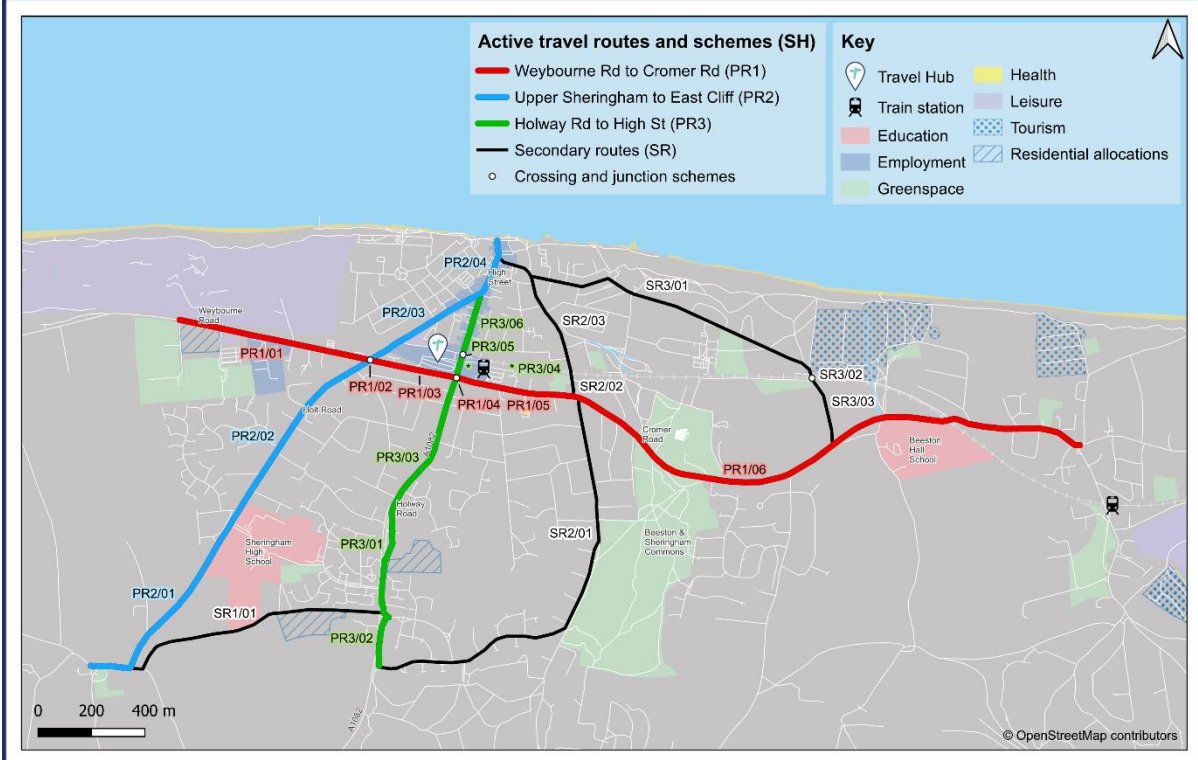 Active travel routes and schemes (SH)
Weybourne Rd to Cromer Rd (PR1)
Upper Sheringham to East Cliff (PR2)
Holway Rd to High St (PR3)
Secondary routes (SR)
Crossing and junction schemes
Key
Travel Hub
Train station
Education
Employment
Greenspace
Health
Leisure
Tourism
Residential allocations
PR2/04
High
Street
SR3/01
Weybourne
Road
PR2/03
PR3/06
SR2/03
PR1/01
PR3/05
* PR3/04
*
PR1/02
PR1/03
PR1/04
PR1/05
SR2/02
SR3/02
SR3/03
Holt Road
PR2/02
A1082
PR3/03
Cromer
Road
PR1/06
Beeston
Hall
School
Holway
Road
Sheringham
High
School
PR3/01
SR2/01
Beeston &
Sheringham
Commons
PR2/01
SR1/01
PR3/02
A1082
0 200 400 m
© OpenStreetMap contributors